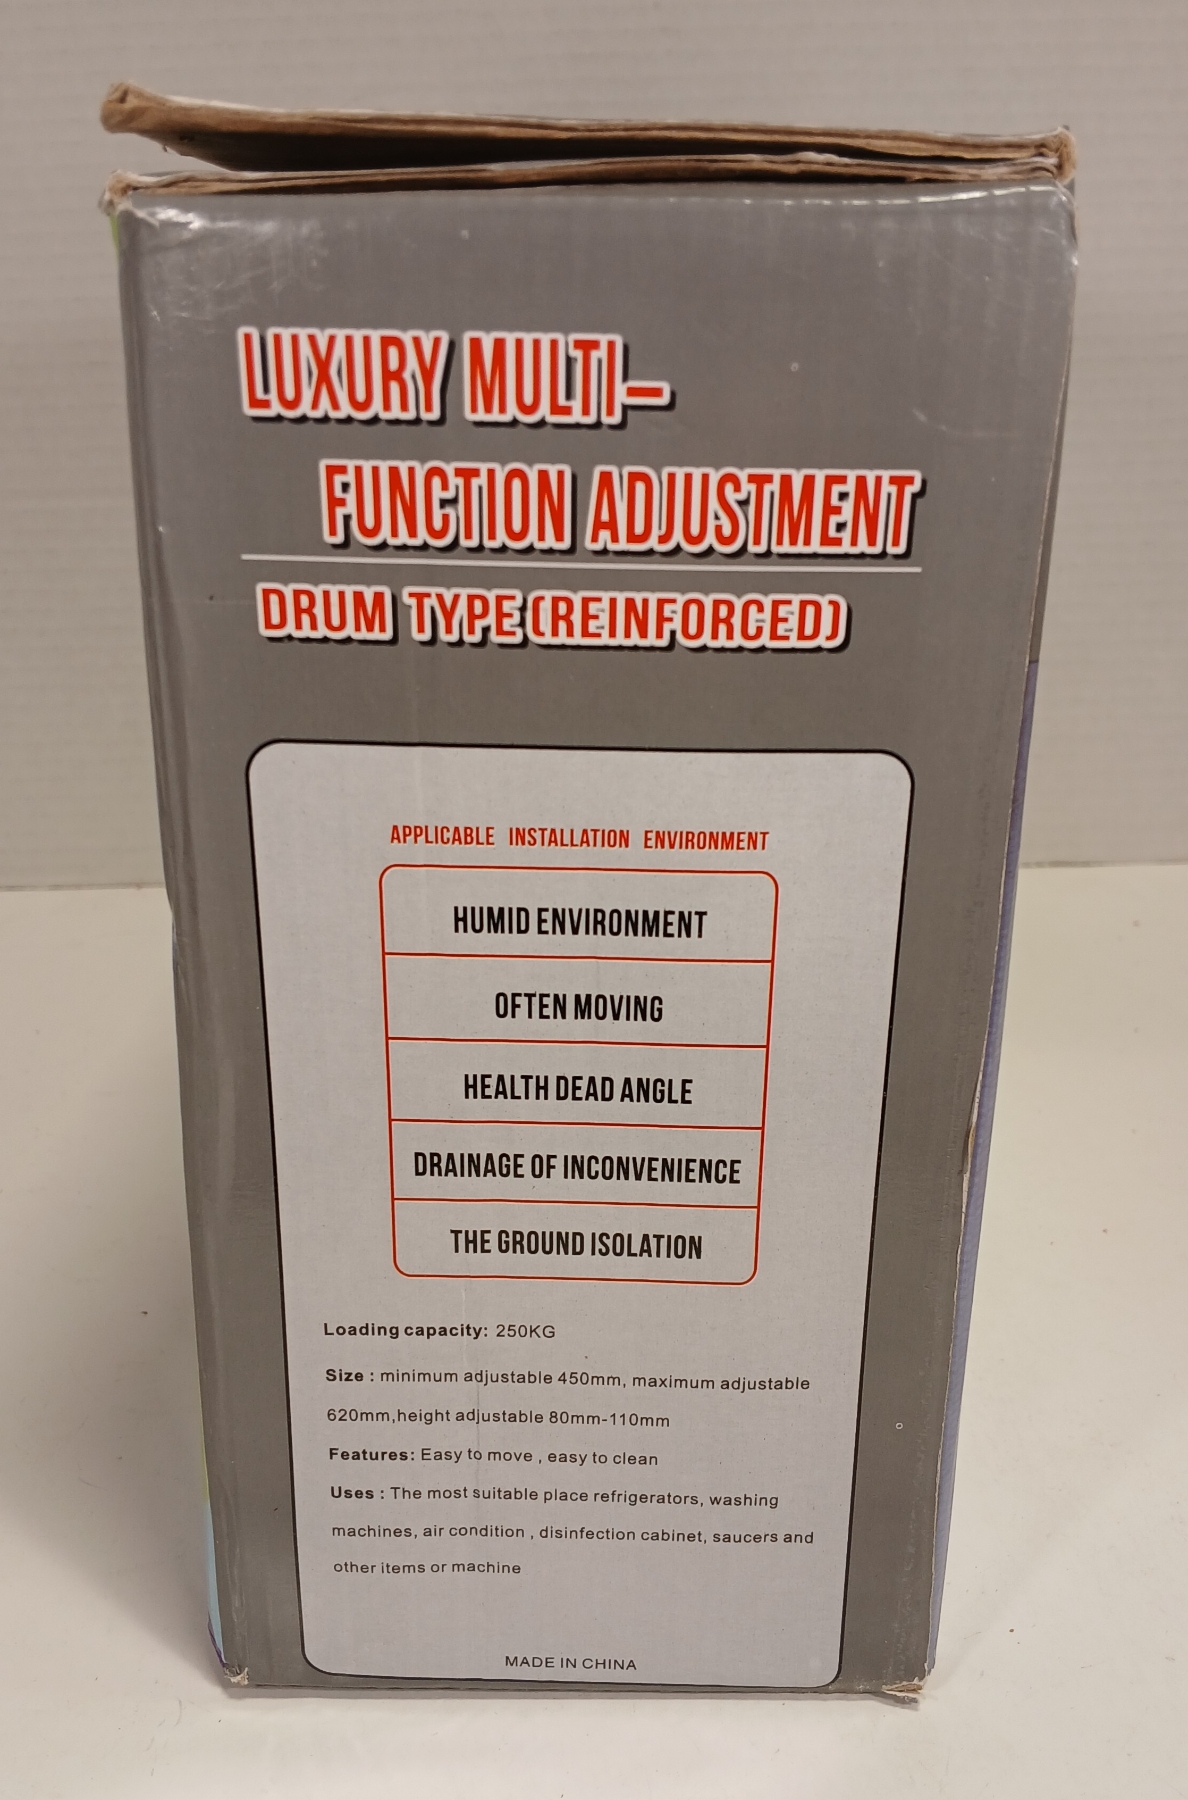 LUXURY MULTI-
FUNCTION ADJUSTMENT
DRUM TYPE(REINFORCED)
APPLICABLE INSTALLATION ENVIRONMENT
HUMID ENVIRONMENT
OFTEN MOVING
HEALTH DEAD ANGLE
DRAINAGE OF INCONVENIENCE
THE GROUND ISOLATION
Loading capacity: 250KG
Size : minimum adjustable 450mm, maximum adjustable
620mm,height adjustable 80mm-110mm
Features: Easy to move , easy to clean
Uses : The most suitable place refrigerators, washing
machines, air condition , disinfection cabinet, saucers and
other items or machine
MADE IN CHINA